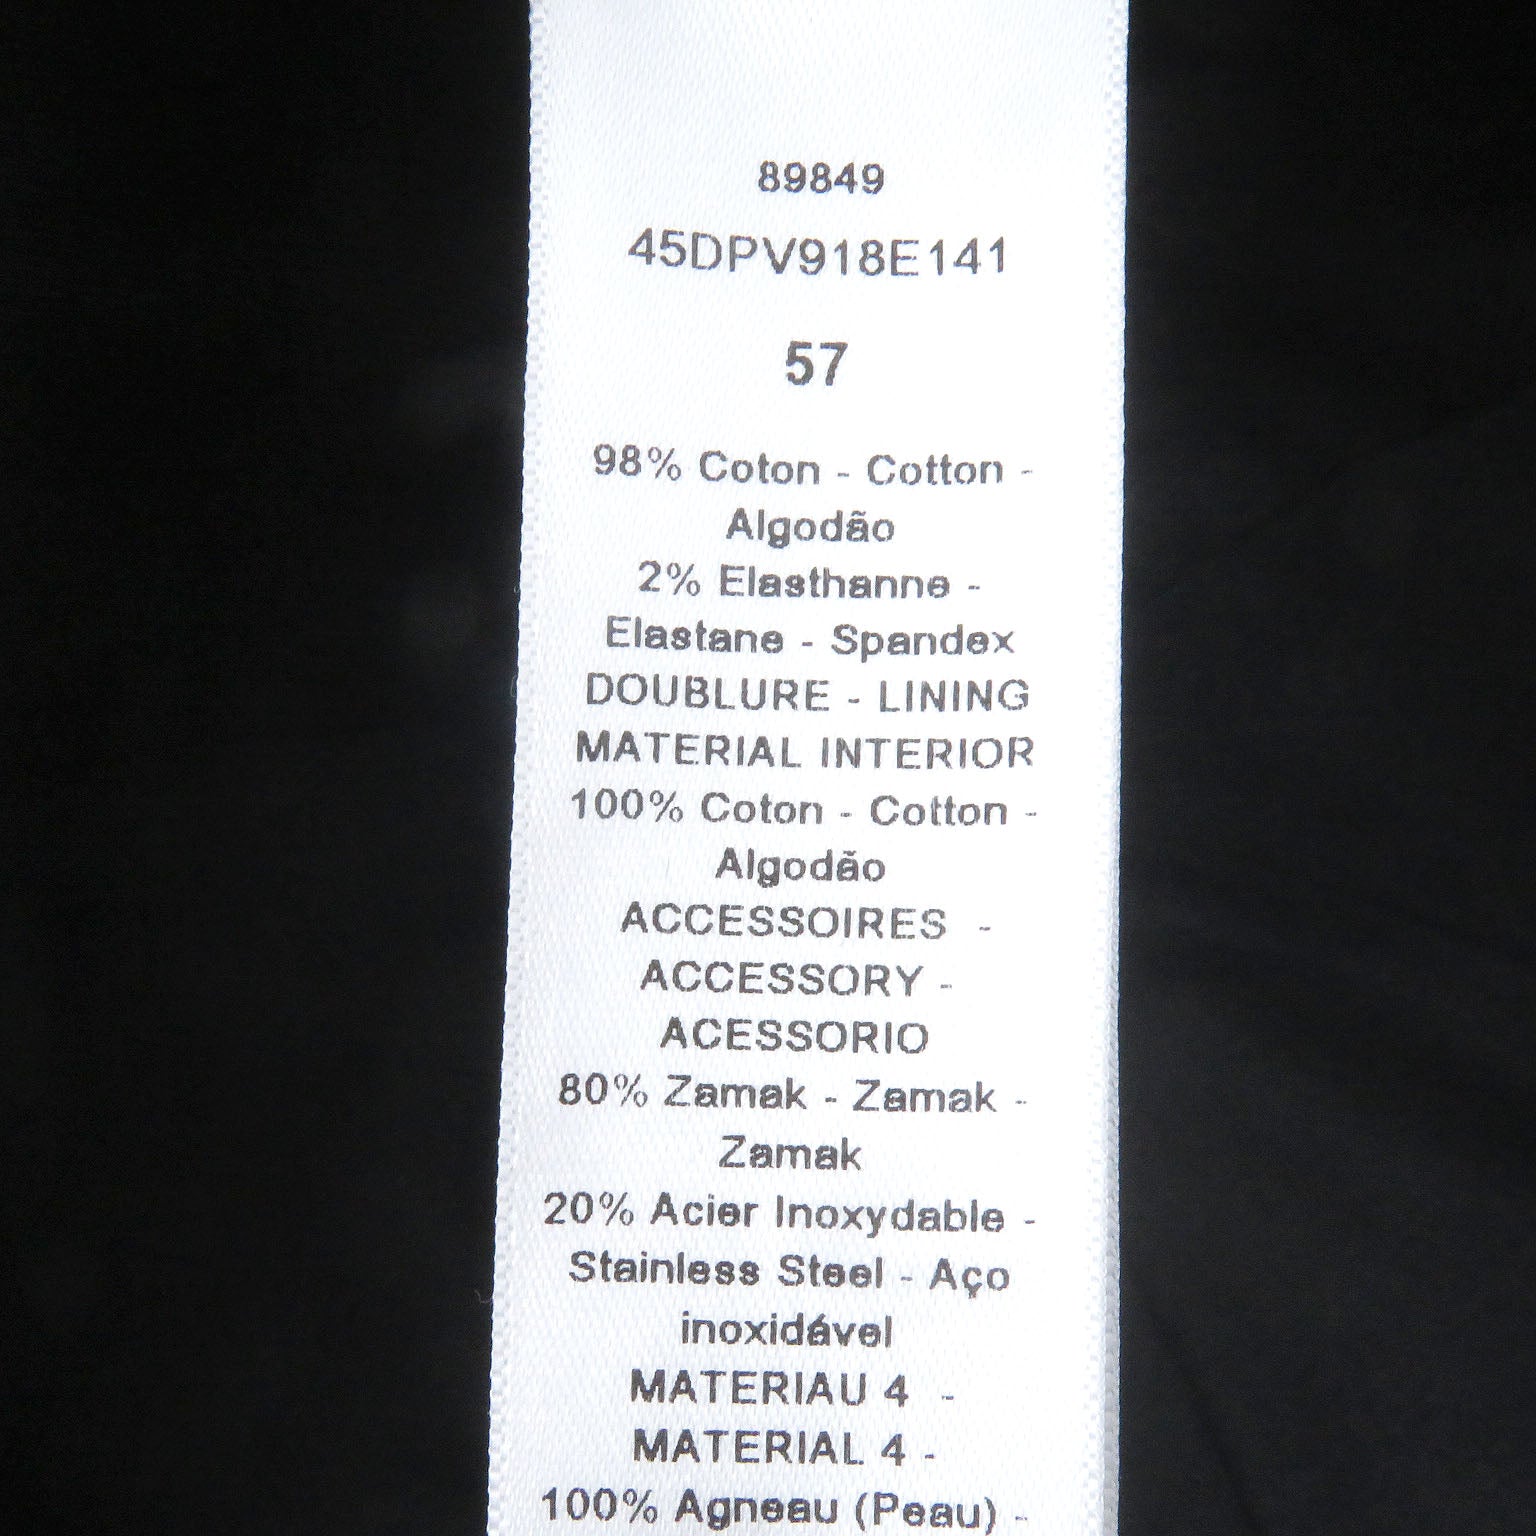 89849
45DPV918E141
57
98% Coton - Cotton -
Algodão
2% Elasthanne -
Elastane - Spandex
DOUBLURE - LINING
MATERIAL INTERIOR
100% Coton - Cotton -
Algodão
ACCESSOIRES -
ACCESSORY -
ACESSORIO
80% Zamak - Zamak -
Zamak
20% Acier Inoxydable -
Stainless Steel - Aço
inoxidável
MATERIAU 4 -
MATERIAL 4 -
100% Agneau (Peau) -